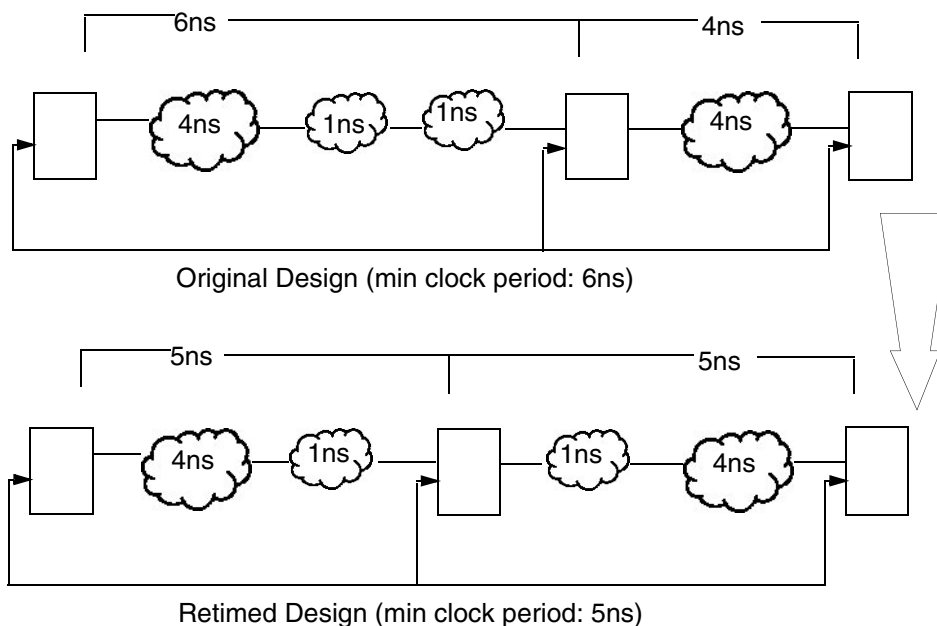 6ns 4ns
4ns 1ns 1ns 4ns
Original Design (min clock period: 6ns)
5ns 5ns
4ns 1ns 1ns 4ns
Retimed Design (min clock period: 5ns)